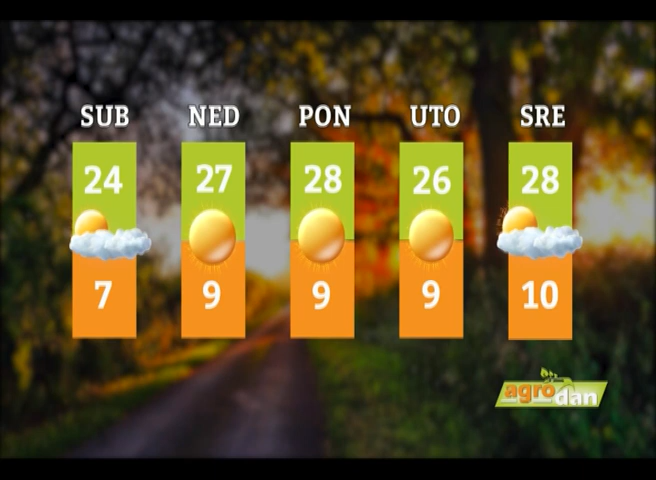 SUB NED PON UTO SRE
24 27 28 26 28
7 9 9 9 10
agro
dan